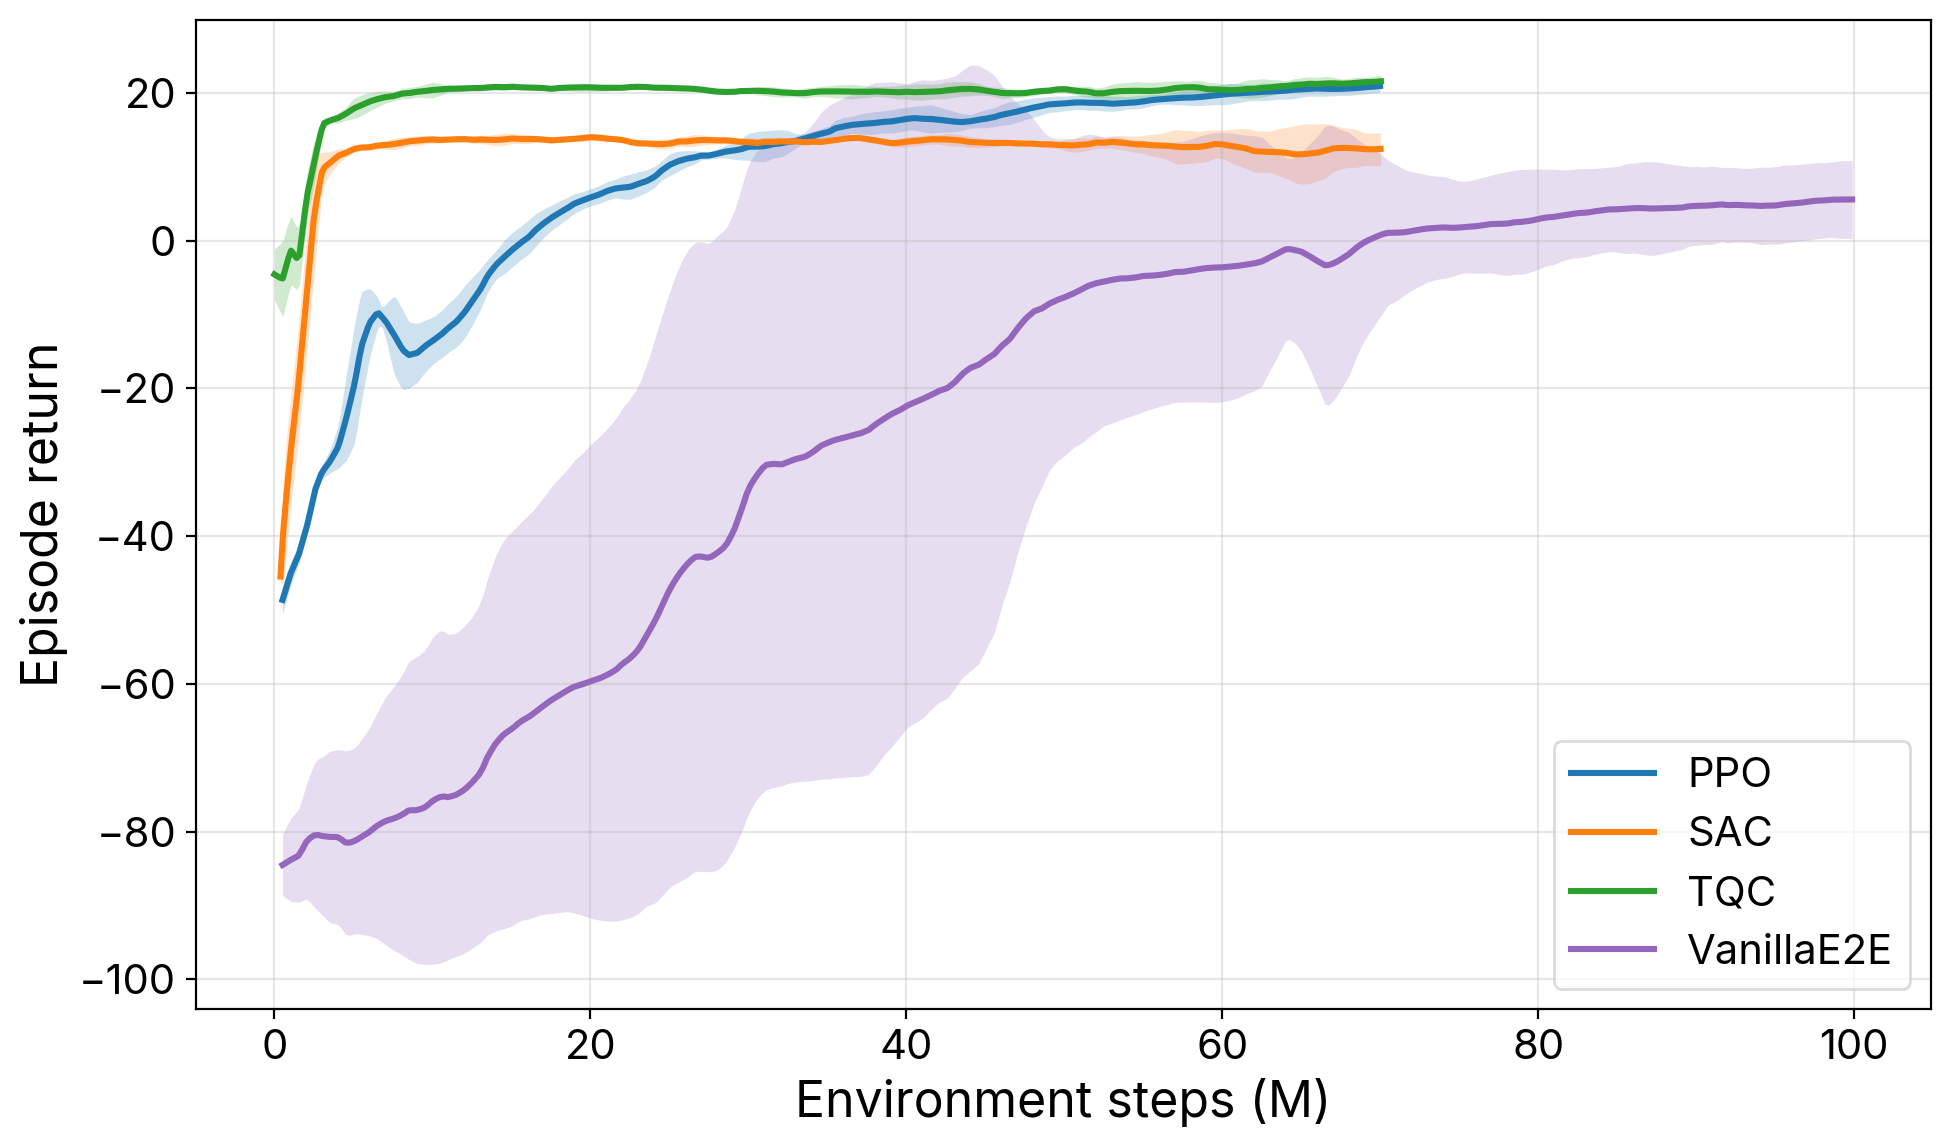 20
0
−20
−40
−60
−80
−100
Episode return
0 20 40 60 80 100
Environment steps (M)
PPO
SAC
TQC
VanillaE2E